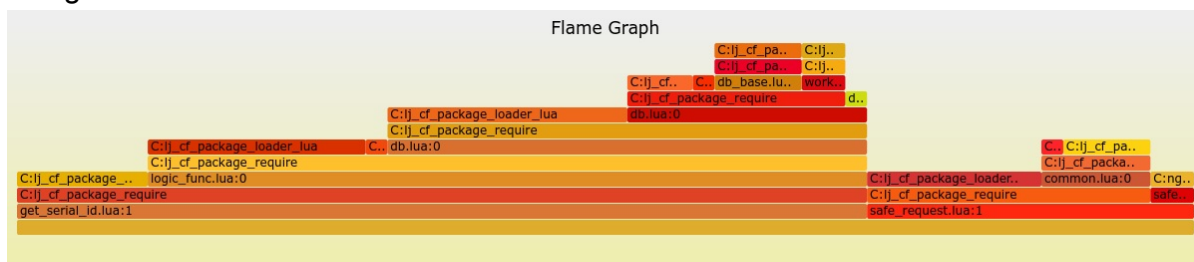 Flame Graph
C:lj_cf_pa.. C:lj..
C:lj_cf_pa.. C:lj..
C:lj_cf.. C.. db_base.lu.. work..
C:lj_cf_package_require d..
C:lj_cf_package_loader_lua db.lua:0
C:lj_cf_package_require
C:lj_cf_package_loader_lua C.. db.lua:0 C.. C:lj_cf_pa..
C:lj_cf_package_require C:lj_cf_packa..
C:lj_cf_package_.. logic_func.lua:0 C:lj_cf_package_loader.. common.lua:0 C:ng..
C:lj_cf_package_require C:lj_cf_package_require safe..
get_serial_id.lua:1 safe_request.lua:1